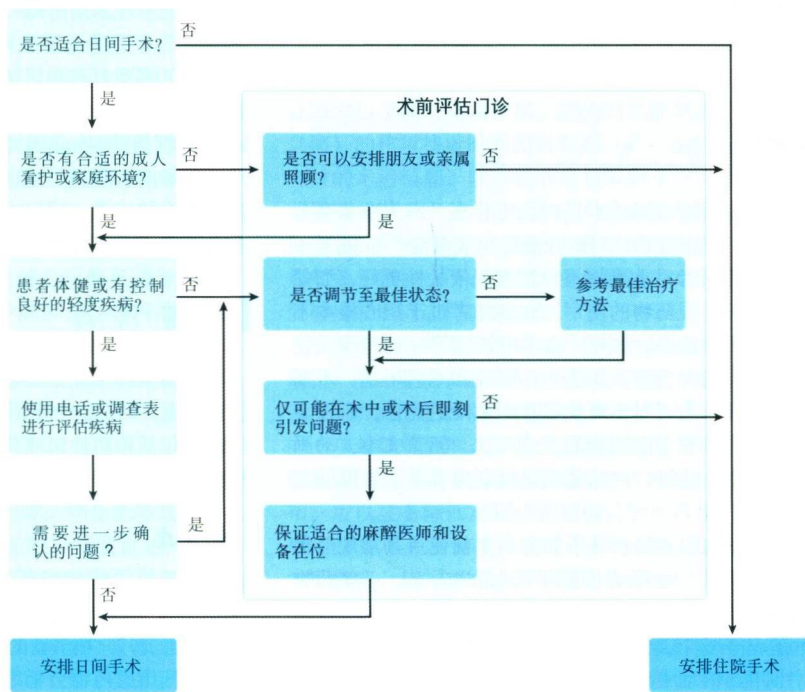 是否适合日间手术?
否
是
术前评估门诊
是否有合适的成人
看护或家庭环境?
否
是否可以安排朋友或亲属
照顾?
否
是
是
患者体健或有控制
良好的轻度疾病?
否
是否调节至最佳状态?
否
参考最佳治疗
方法
是
是
使用电话或调查表
进行评估疾病
仅可能在术中或术后即刻
引发问题?
否
是
需要进一步确
认的问题?
是
保证适合的麻醉医师和设
备在位
否
安排日间手术
安排住院手术